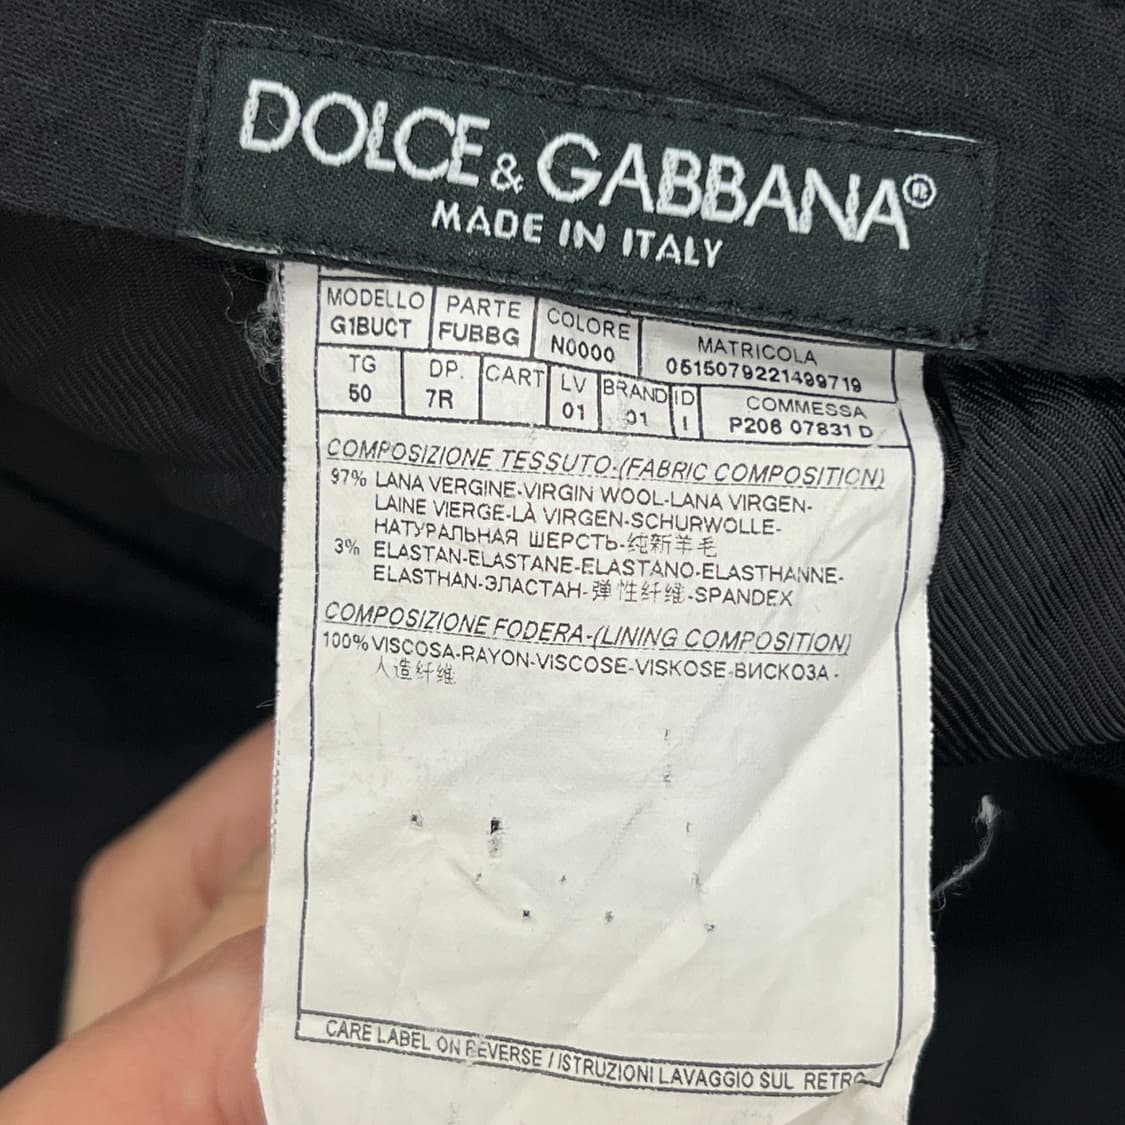 DOLCE & GABBANA®
MADE IN ITALY
MODELLO PARTE COLORE MATRICOLA
G1BUCT FUBBG N0000 0515079221499719
TG DP. CART LV BRAND ID COMMESSA
50 7R 01 01 I P206 07831 D
COMPOSIZIONE TESSUTO-(FABRIC COMPOSITION)
97% LANA VERGINE-VIRGIN WOOL-LANA VIRGEN-
LAINE VIERGE-LÀ VIRGEN-SCHURWOLLE-
НАТУРАЛЬНАЯ ШЕРСТЬ-纯新羊毛
3% ELASTAN-ELASTANE-ELASTANO-ELASTHANNE-
ELASTHAN-ЭЛАСТАН-弹性纤维-SPANDEX
COMPOSIZIONE FODERA-(LINING COMPOSITION)
100% VISCOSA-RAYON-VISCOSE-VISKOSE-ВИСКОЗА-
人造纤维
CARE LABEL ON REVERSE / ISTRUZIONI LAVAGGIO SUL RETRO